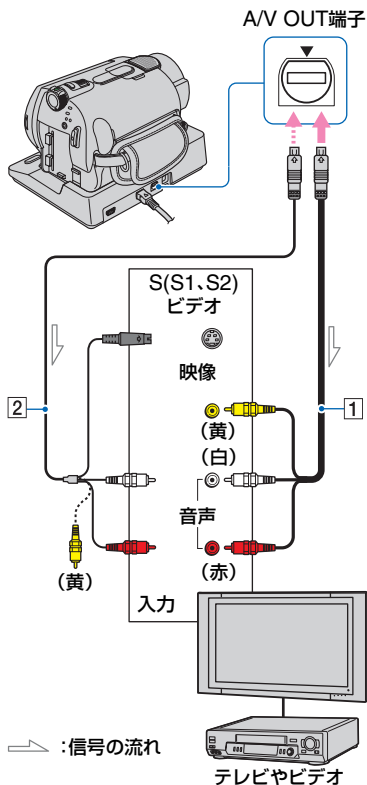 A/V OUT端子
S(S1、S2)
ビデオ
映像
2
1
(黄)
(白)
音声
(赤)
(黄)
入力
:信号の流れ
テレビやビデオ